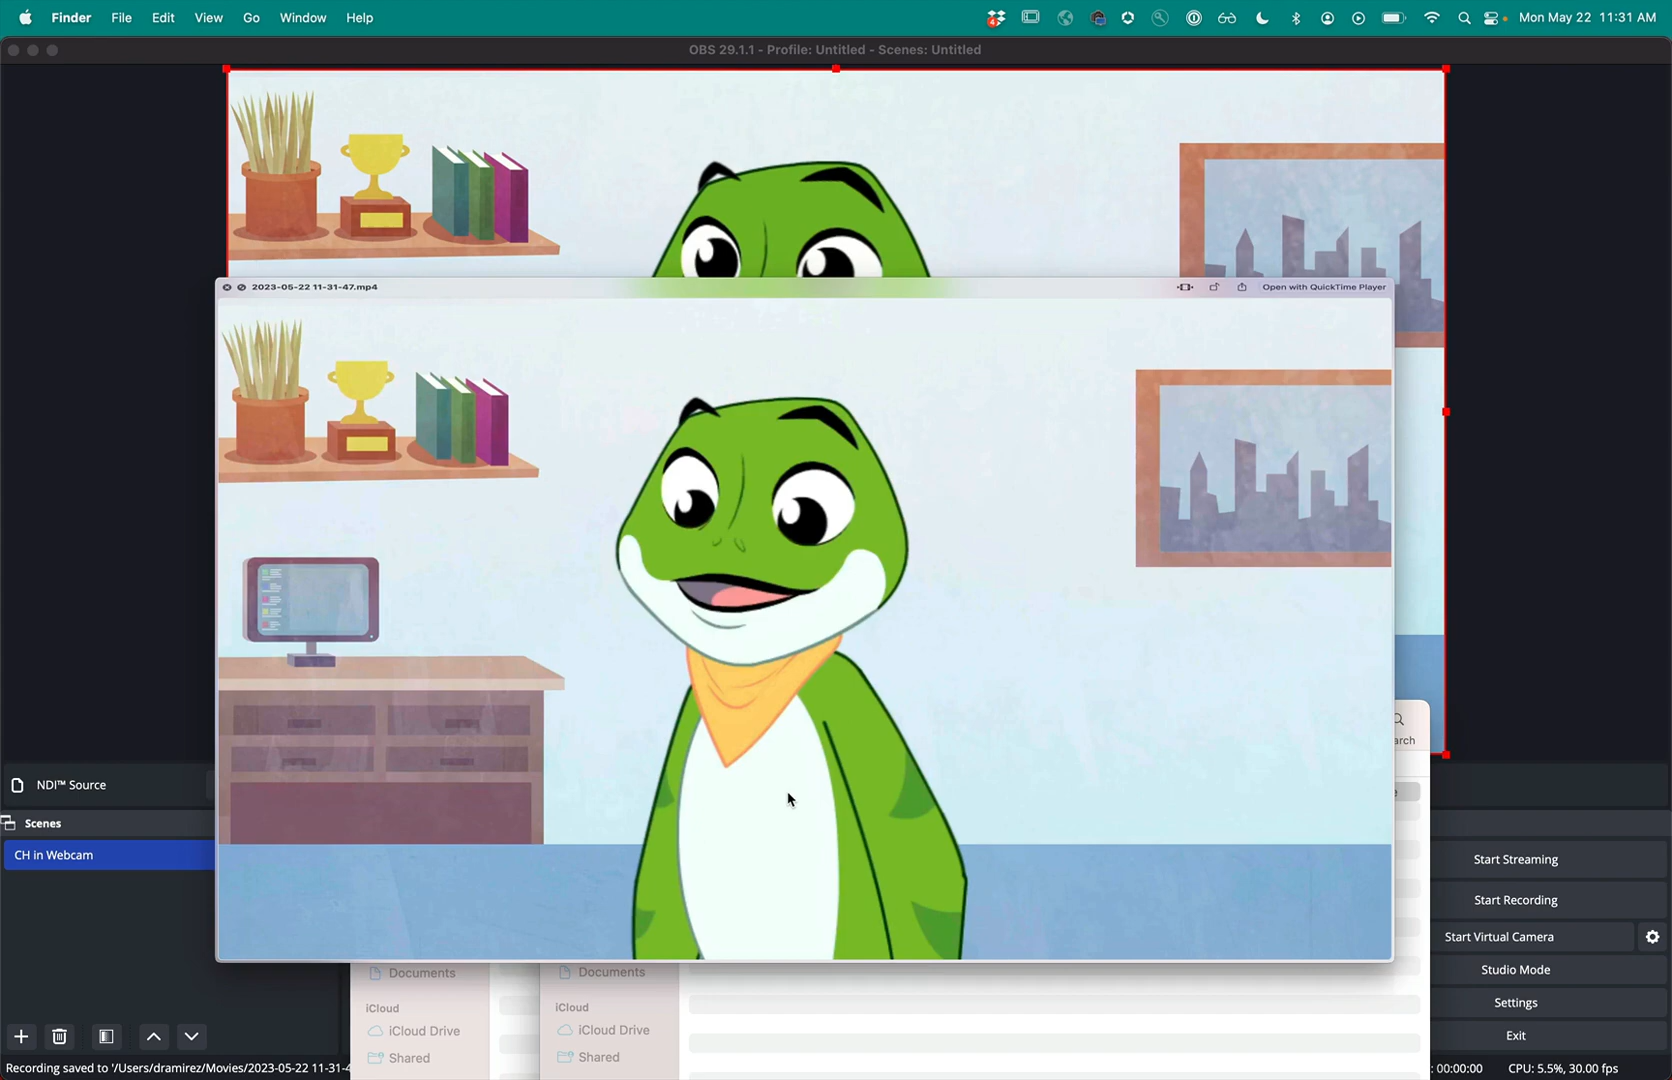 Finder File Edit View Go Window Help
4
Mon May 22 11:31 AM
OBS 29.1.1 - Profile: Untitled - Scenes: Untitled
2023-05-22 11-31-47.mp4
Open with QuickTime Player
arch
NDI™ Source
e
Scenes
CH in Webcam
Start Streaming
Start Recording
Start Virtual Camera
Studio Mode
Settings
Exit
Documents
Documents
iCloud
iCloud
iCloud Drive
iCloud Drive
Shared
Shared
Recording saved to '/Users/dramirez/Movies/2023-05-22 11-31-4
: 00:00:00
CPU: 5.5%, 30.00 fps